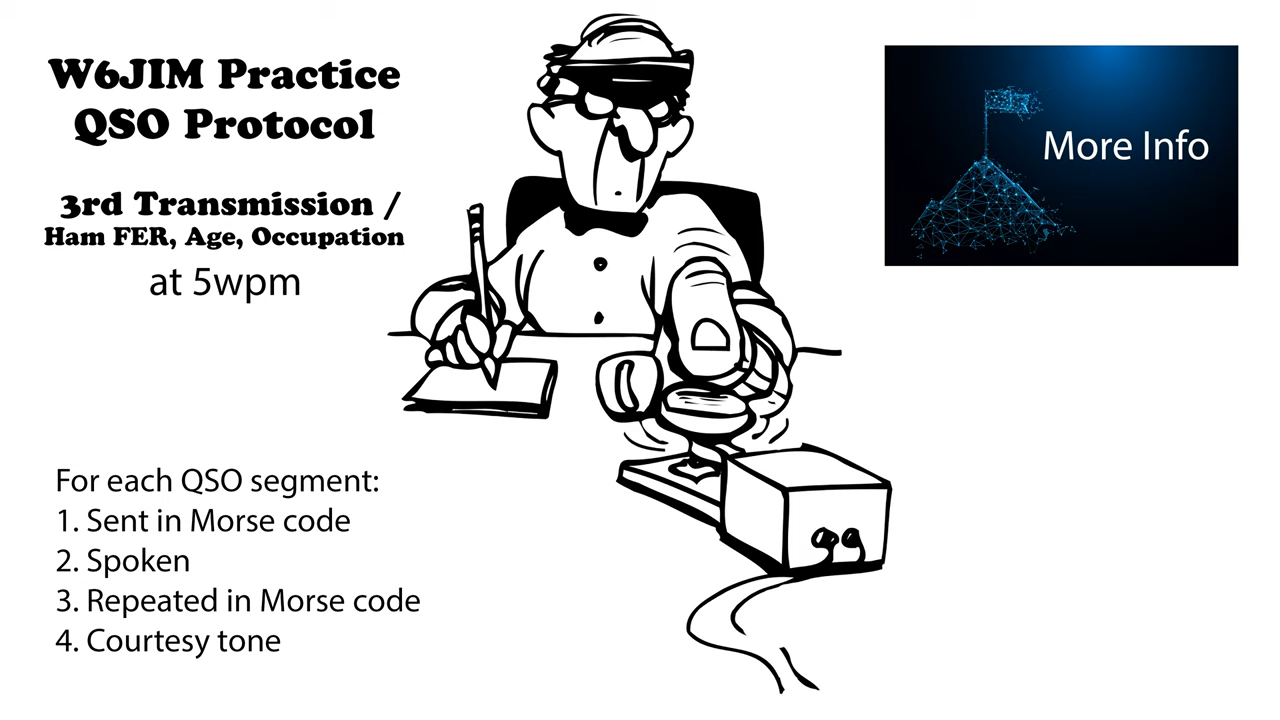 W6JIM Practice
QSO Protocol
3rd Transmission /
Ham FER, Age, Occupation
at 5wpm
More Info
For each QSO segment:
1. Sent in Morse code
2. Spoken
3. Repeated in Morse code
4. Courtesy tone